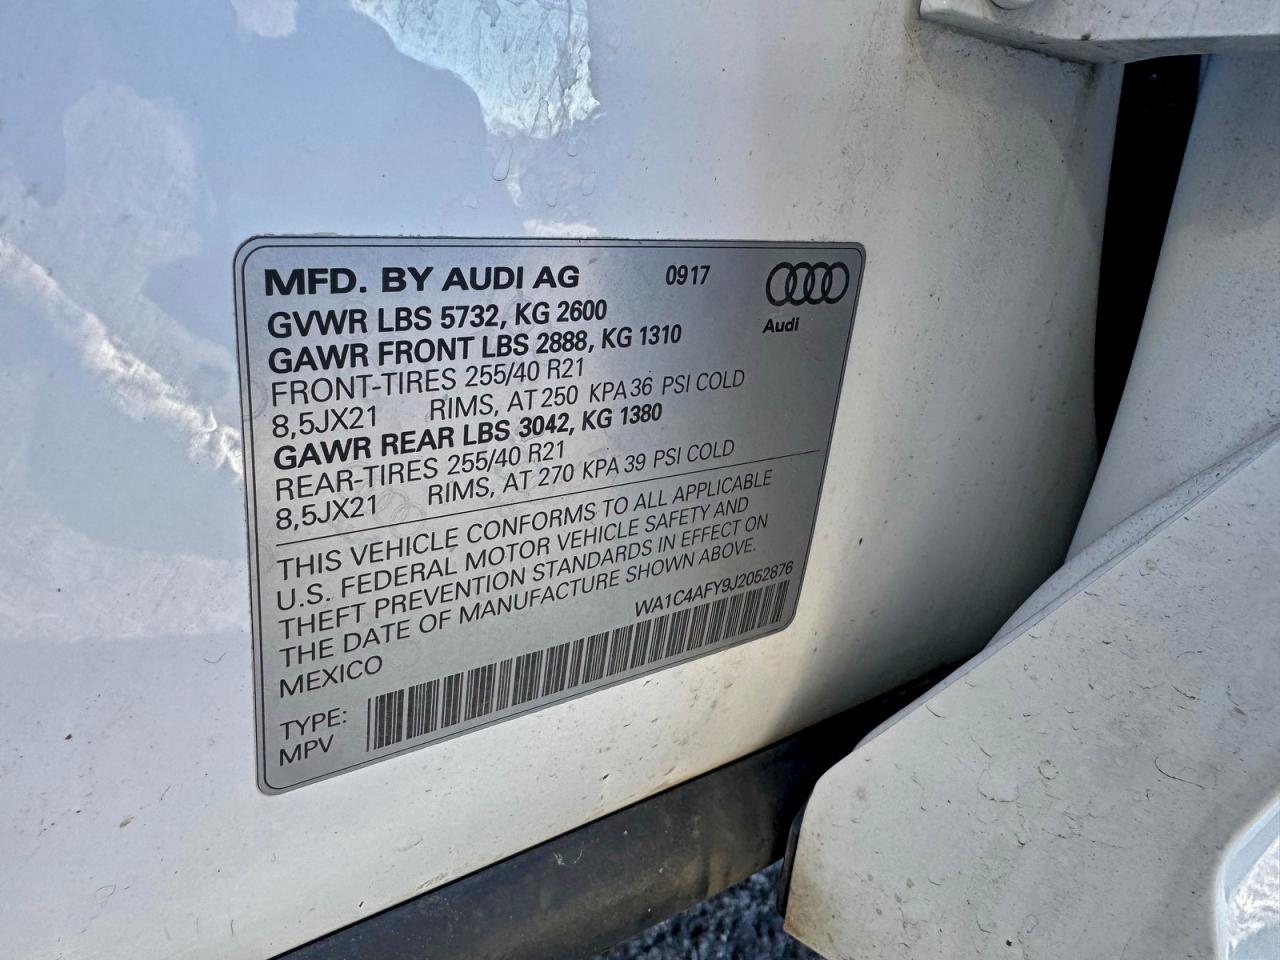 MFD. BY AUDI AG 0917
Audi
GVWR LBS 5732, KG 2600
GAWR FRONT LBS 2888, KG 1310
FRONT-TIRES 255/40 R21
8,5JX21 RIMS, AT 250 KPA 36 PSI COLD
GAWR REAR LBS 3042, KG 1380
REAR-TIRES 255/40 R21
8,5JX21 RIMS, AT 270 KPA 39 PSI COLD
THIS VEHICLE CONFORMS TO ALL APPLICABLE
U.S. FEDERAL MOTOR VEHICLE SAFETY AND
THEFT PREVENTION STANDARDS IN EFFECT ON
THE DATE OF MANUFACTURE SHOWN ABOVE.
MEXICO WA1C4AFY9J2052876
TYPE:
MPV